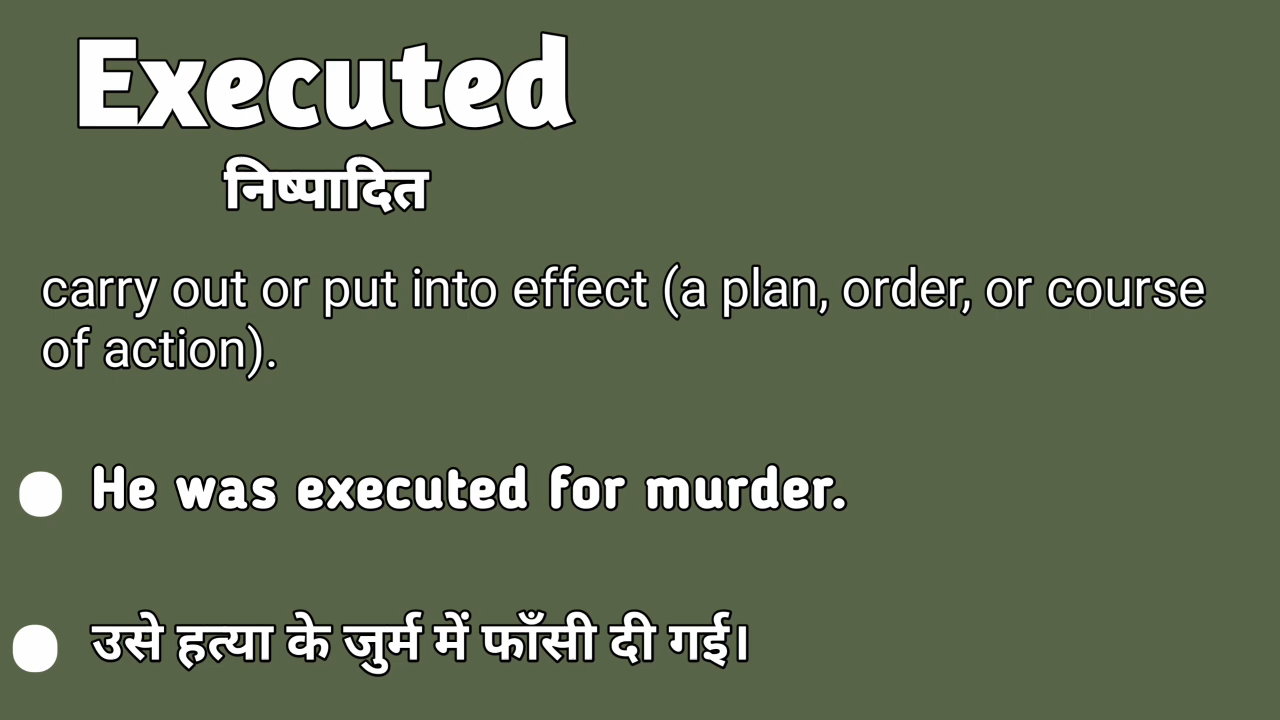 Executed
निष्पादित
carry out or put into effect (a plan, order, or course
of action).
He was executed for murder.
उसे हत्या के जुर्म में फाँसी दी गई।